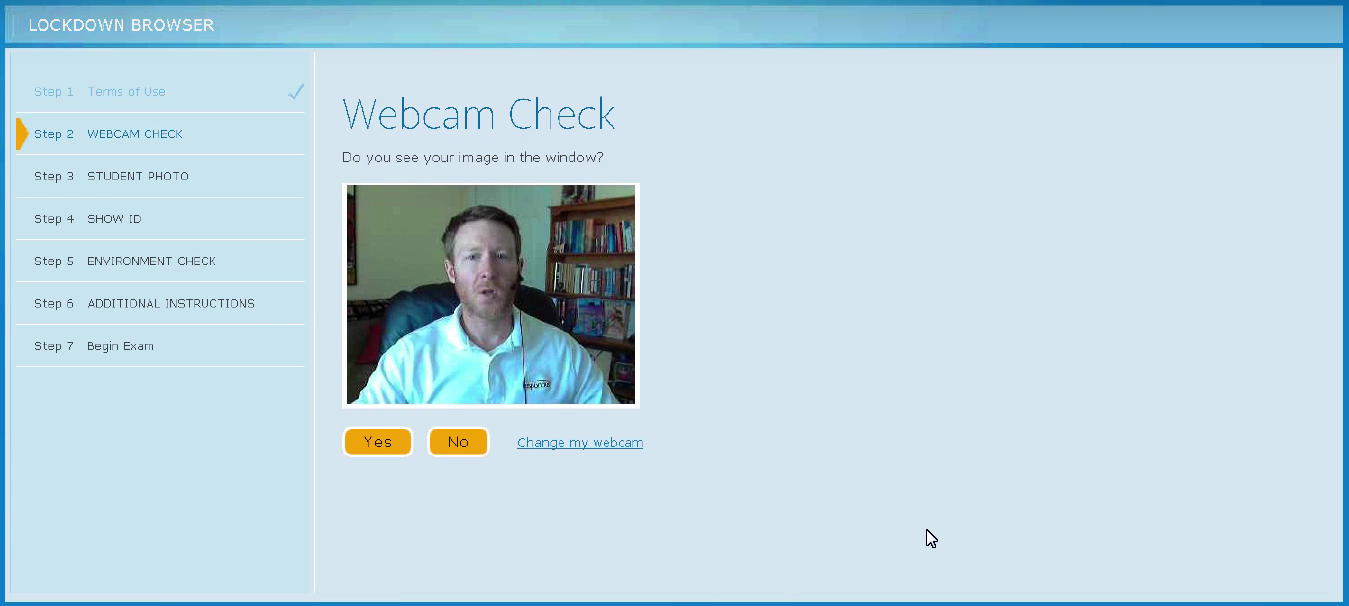 LOCKDOWN BROWSER
Step 1 Terms of Use
Step 2 WEBCAM CHECK
Step 3 STUDENT PHOTO
Step 4 SHOW ID
Step 5 ENVIRONMENT CHECK
Step 6 ADDITIONAL INSTRUCTIONS
Step 7 Begin Exam
Webcam Check
Do you see your image in the window?
Yes
No
Change my webcam